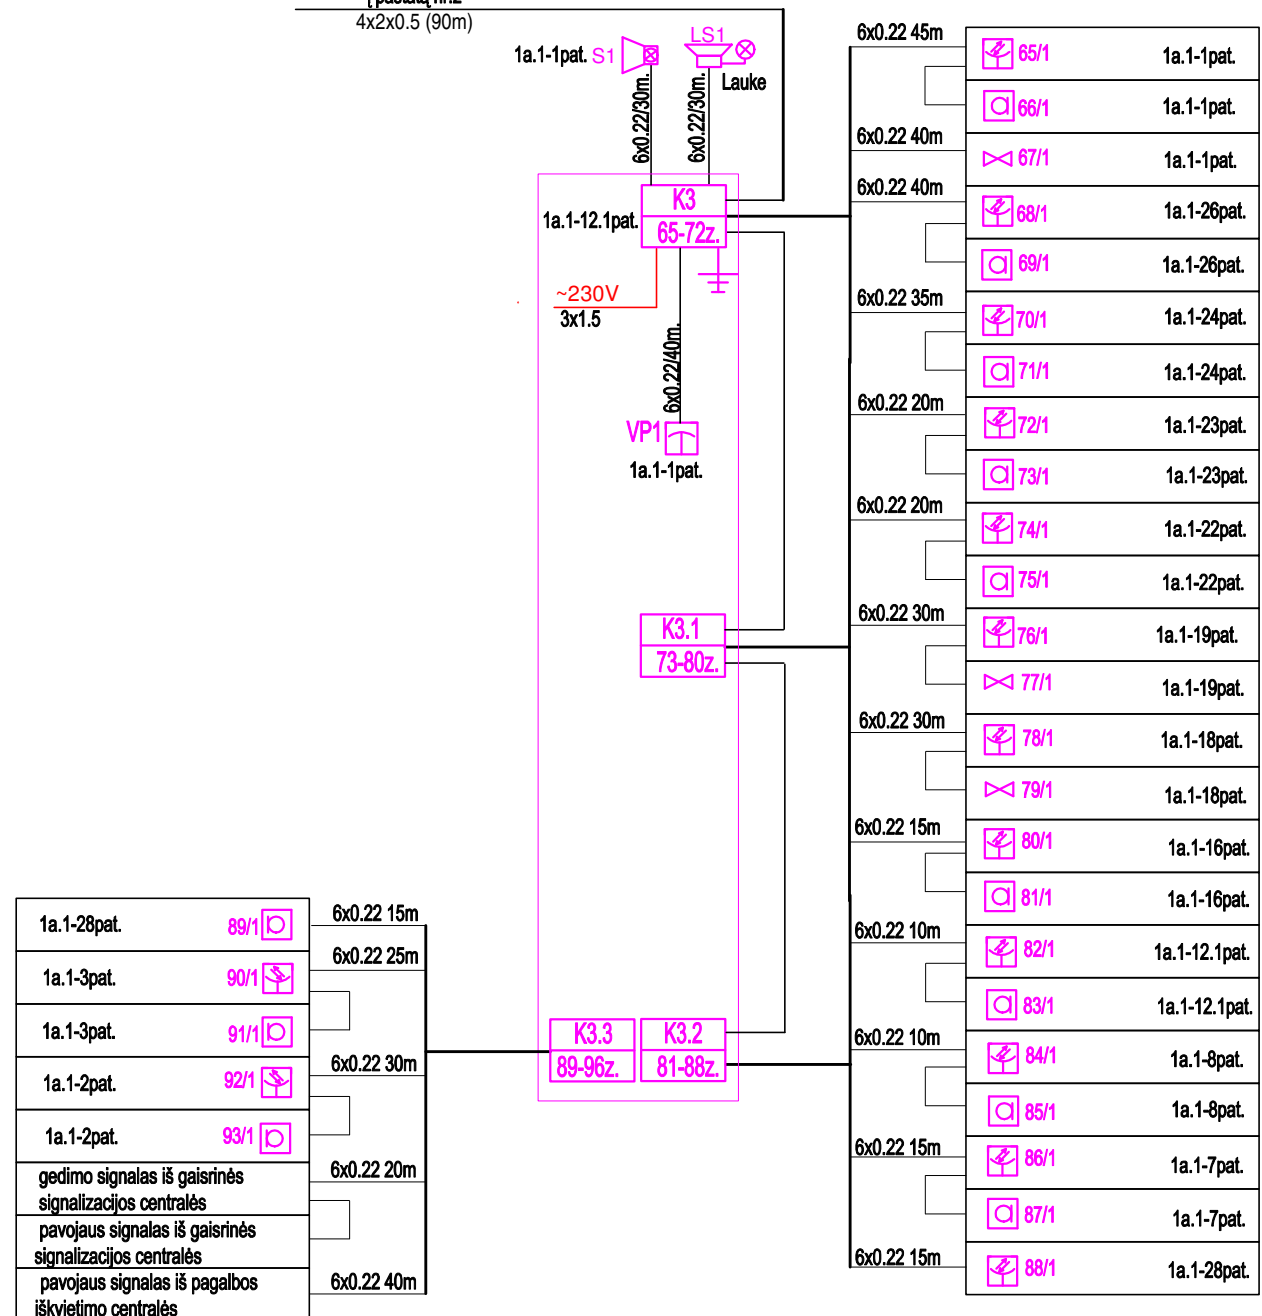 į pastatą nr.2
4x2x0.5 (90m)
1a.1-1pat. S1
LS1
Lauke
6x0.22/30m.
6x0.22/30m.
K3
65-72z.
1a.1-12.1pat.
~230V
3x1.5
6x0.22/40m.
VP1
1a.1-1pat.
K3.1
73-80z.
K3.3
89-96z.
K3.2
81-88z.
6x0.22 45m
65/1 1a.1-1pat.
66/1 1a.1-1pat.
6x0.22 40m
67/1 1a.1-1pat.
6x0.22 40m
68/1 1a.1-26pat.
69/1 1a.1-26pat.
6x0.22 35m
70/1 1a.1-24pat.
71/1 1a.1-24pat.
6x0.22 20m
72/1 1a.1-23pat.
73/1 1a.1-23pat.
6x0.22 20m
74/1 1a.1-22pat.
75/1 1a.1-22pat.
6x0.22 30m
76/1 1a.1-19pat.
77/1 1a.1-19pat.
6x0.22 30m
78/1 1a.1-18pat.
79/1 1a.1-18pat.
6x0.22 15m
80/1 1a.1-16pat.
81/1 1a.1-16pat.
6x0.22 10m
82/1 1a.1-12.1pat.
83/1 1a.1-12.1pat.
6x0.22 10m
84/1 1a.1-8pat.
85/1 1a.1-8pat.
6x0.22 15m
86/1 1a.1-7pat.
87/1 1a.1-7pat.
6x0.22 15m
88/1 1a.1-28pat.
1a.1-28pat. 89/1
6x0.22 15m
6x0.22 25m
1a.1-3pat. 90/1
1a.1-3pat. 91/1
6x0.22 30m
1a.1-2pat. 92/1
1a.1-2pat. 93/1
6x0.22 20m
gedimo signalas iš gaisrinės
signalizacijos centralės
pavojaus signalas iš gaisrinės
signalizacijos centralės
6x0.22 40m
pavojaus signalas iš pagalbos
iškvietimo centralės